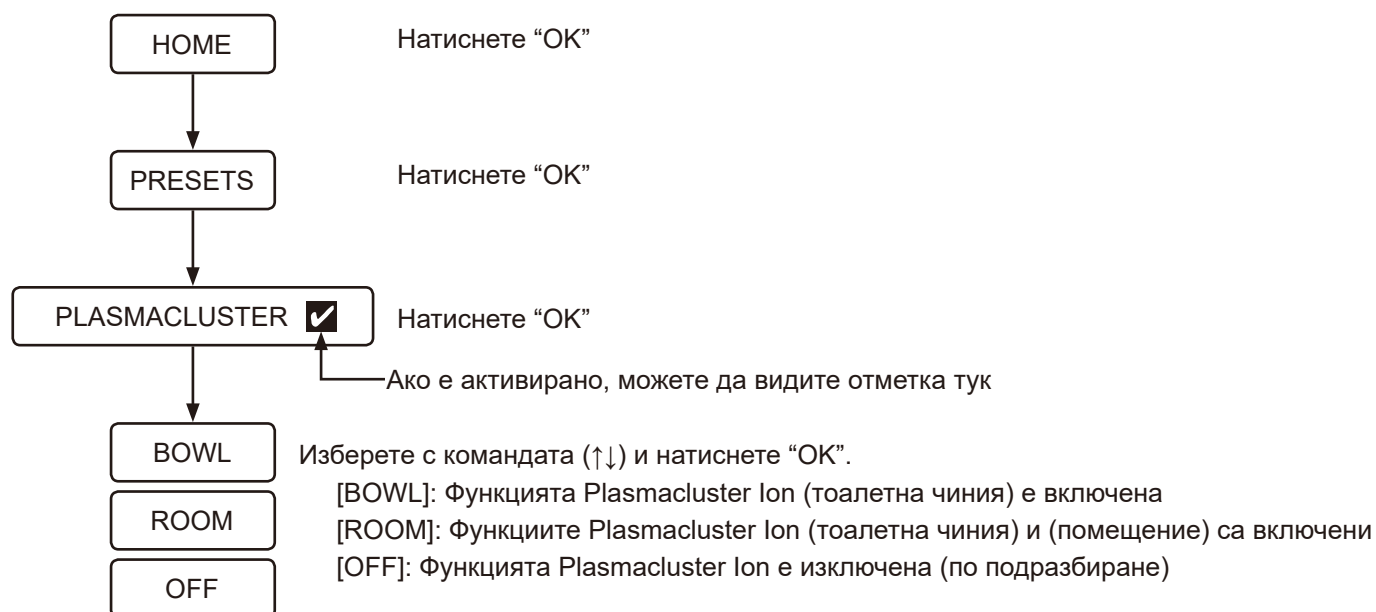 HOME Натиснете “OK”
PRESETS Натиснете “OK”
PLASMACLUSTER ✔ Натиснете “OK”
Ако е активирано, можете да видите отметка тук
BOWL Изберете с командата (↑↓) и натиснете “OK”.
[BOWL]: Функцията Plasmacluster Ion (тоалетна чиния) е включена
ROOM [ROOM]: Функциите Plasmacluster Ion (тоалетна чиния) и (помещение) са включени
[OFF]: Функцията Plasmacluster Ion е изключена (по подразбиране)
OFF